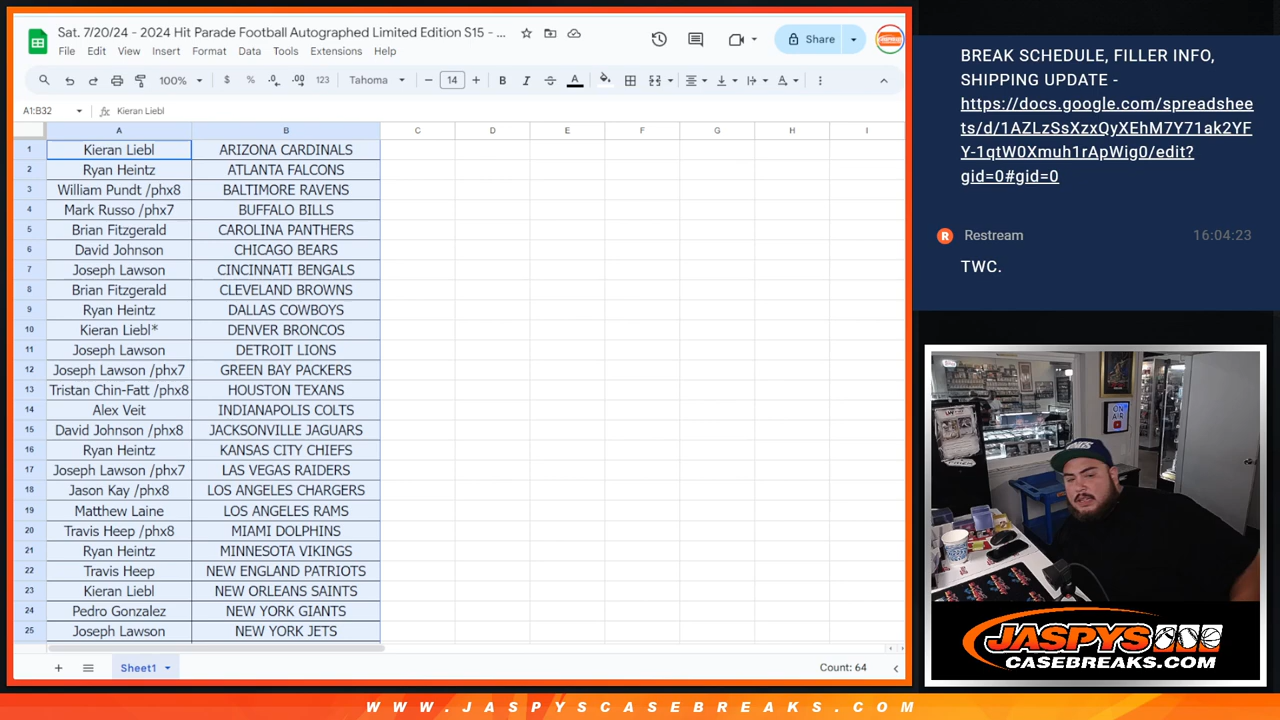 Sat. 7/20/24 - 2024 Hit Parade Football Autographed Limited Edition S15 - ...
File Edit View Insert Format Data Tools Extensions Help
Share
100% $ % .0 .00 123 Tahoma 14 B I A
A1:B32 fx Kieran Liebl
A B C D E F G H I
1 Kieran Liebl ARIZONA CARDINALS
2 Ryan Heintz ATLANTA FALCONS
3 William Pundt /phx8 BALTIMORE RAVENS
4 Mark Russo /phx7 BUFFALO BILLS
5 Brian Fitzgerald CAROLINA PANTHERS
6 David Johnson CHICAGO BEARS
7 Joseph Lawson CINCINNATI BENGALS
8 Brian Fitzgerald CLEVELAND BROWNS
9 Ryan Heintz DALLAS COWBOYS
10 Kieran Liebl* DENVER BRONCOS
11 Joseph Lawson DETROIT LIONS
12 Joseph Lawson /phx7 GREEN BAY PACKERS
13 Tristan Chin-Fatt /phx8 HOUSTON TEXANS
14 Alex Veit INDIANAPOLIS COLTS
15 David Johnson /phx8 JACKSONVILLE JAGUARS
16 Ryan Heintz KANSAS CITY CHIEFS
17 Joseph Lawson /phx7 LAS VEGAS RAIDERS
18 Jason Kay /phx8 LOS ANGELES CHARGERS
19 Matthew Laine LOS ANGELES RAMS
20 Travis Heep /phx8 MIAMI DOLPHINS
21 Ryan Heintz MINNESOTA VIKINGS
22 Travis Heep NEW ENGLAND PATRIOTS
23 Kieran Liebl NEW ORLEANS SAINTS
24 Pedro Gonzalez NEW YORK GIANTS
25 Joseph Lawson NEW YORK JETS
Sheet1
Count: 64
BREAK SCHEDULE, FILLER INFO,
SHIPPING UPDATE -
https://docs.google.com/spreadshee
ts/d/1AZLzSsXzxQyXEhM7Y71ak2YF
Y-1qtW0Xmuh1rApWig0/edit?
gid=0#gid=0
Restream 16:04:23
TWC.
ON
AIR
JASPYS
CASEBREAKS.COM
WWW.JASPYSCASEBREAKS.COM